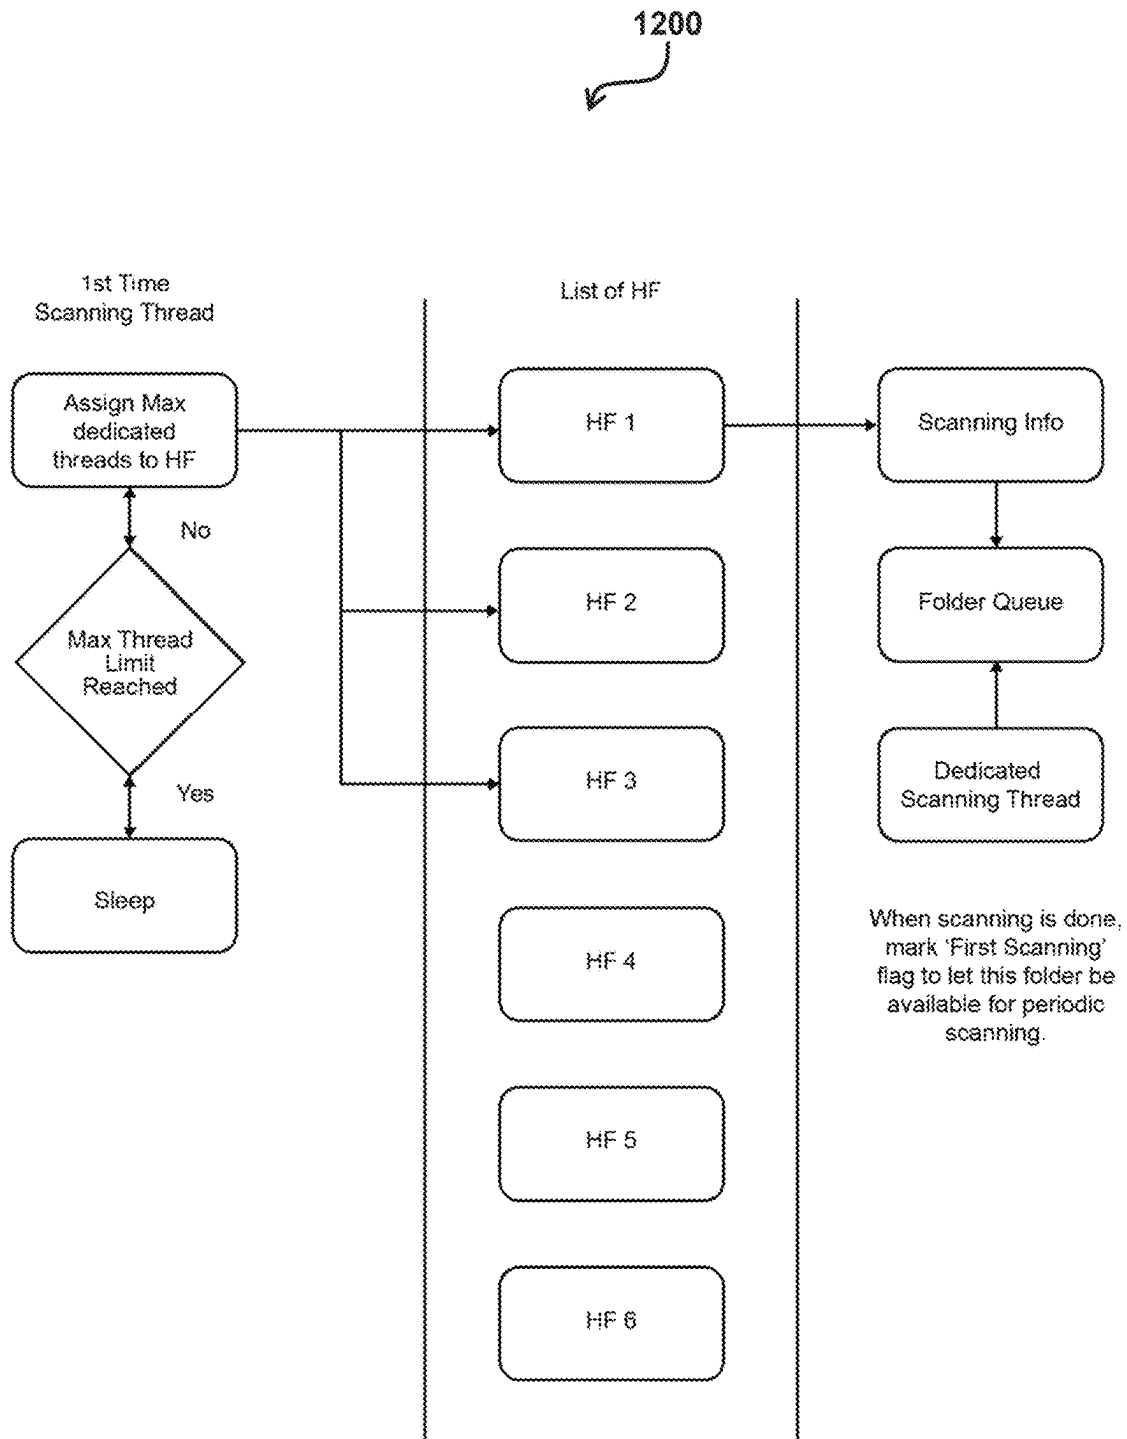 1200
1st Time
Scanning Thread
List of HF
Assign Max
dedicated
threads to HF
No
Max Thread
Limit
Reached
Yes
Sleep
HF 1
HF 2
HF 3
HF 4
HF 5
HF 6
Scanning Info
Folder Queue
Dedicated
Scanning Thread
When scanning is done,
mark ‘First Scanning’
flag to let this folder be
available for periodic
scanning.